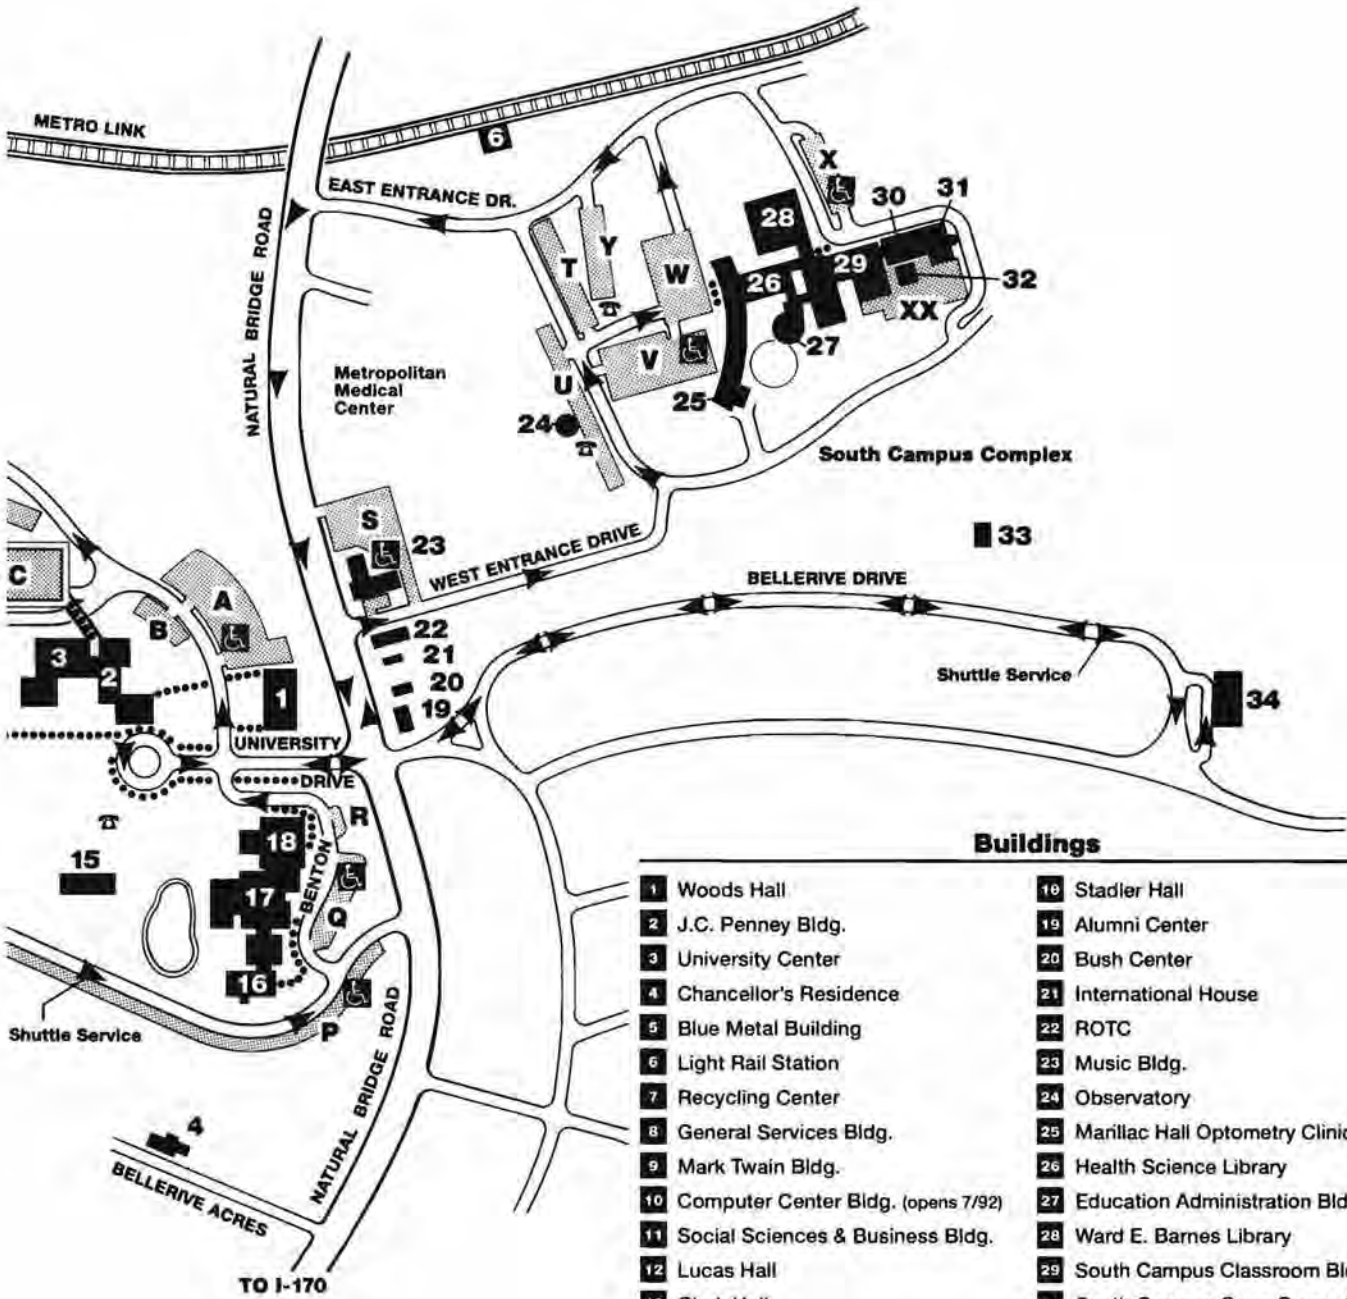 METRO LINK
6
EAST ENTRANCE DR.
NATURAL BRIDGE ROAD
X
30
31
28
Y
T
W
29
26
32
XX
27
Metropolitan
Medical
Center
V
U
25
24
South Campus Complex
S
23
33
C
WEST ENTRANCE DRIVE
BELLERIVE DRIVE
A
B
22
3
2
21
Shuttle Service
20
1
19
34
UNIVERSITY
DRIVE
R
18
15
BENTON
17
Q
16
Shuttle Service
P
NATURAL BRIDGE ROAD
4
BELLERIVE ACRES
TO I-170
Buildings
1 Woods Hall
2 J.C. Penney Bldg.
3 University Center
4 Chancellor's Residence
5 Blue Metal Building
6 Light Rail Station
7 Recycling Center
8 General Services Bldg.
9 Mark Twain Bldg.
10 Computer Center Bldg. (opens 7/92)
11 Social Sciences & Business Bldg.
12 Lucas Hall
18 Stadler Hall
19 Alumni Center
20 Bush Center
21 International House
22 ROTC
23 Music Bldg.
24 Observatory
25 Marillac Hall Optometry Clinic
26 Health Science Library
27 Education Administration Bld
28 Ward E. Barnes Library
29 South Campus Classroom Bl